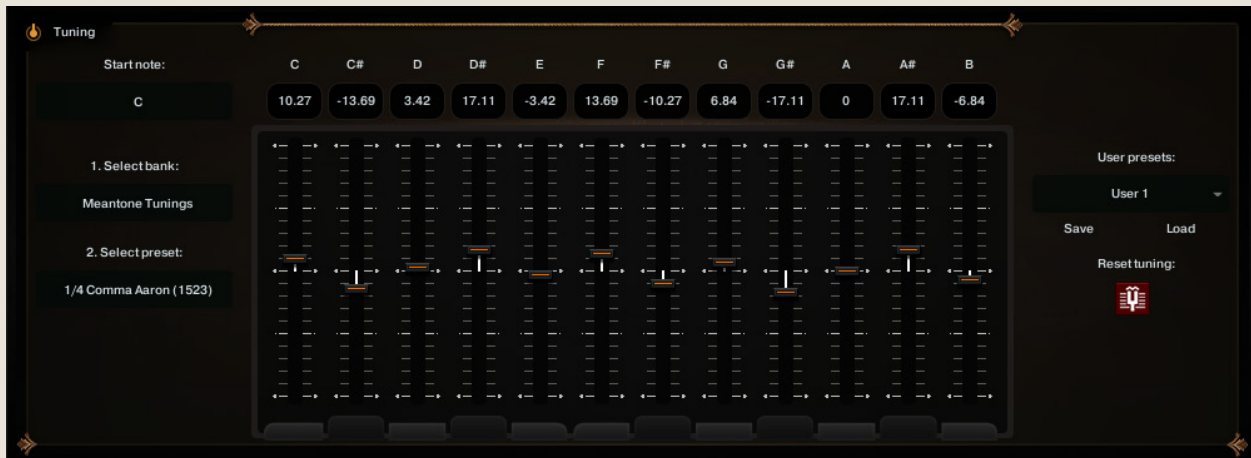 Tuning
Start note:
C
1. Select bank:
Meantone Tunings
2. Select preset:
1/4 Comma Aaron (1523)
C C# D D# E F F# G G# A A# B
10.27 -13.69 3.42 17.11 -3.42 13.69 -10.27 6.84 -17.11 0 17.11 -6.84
User presets:
User 1
Save Load
Reset tuning: